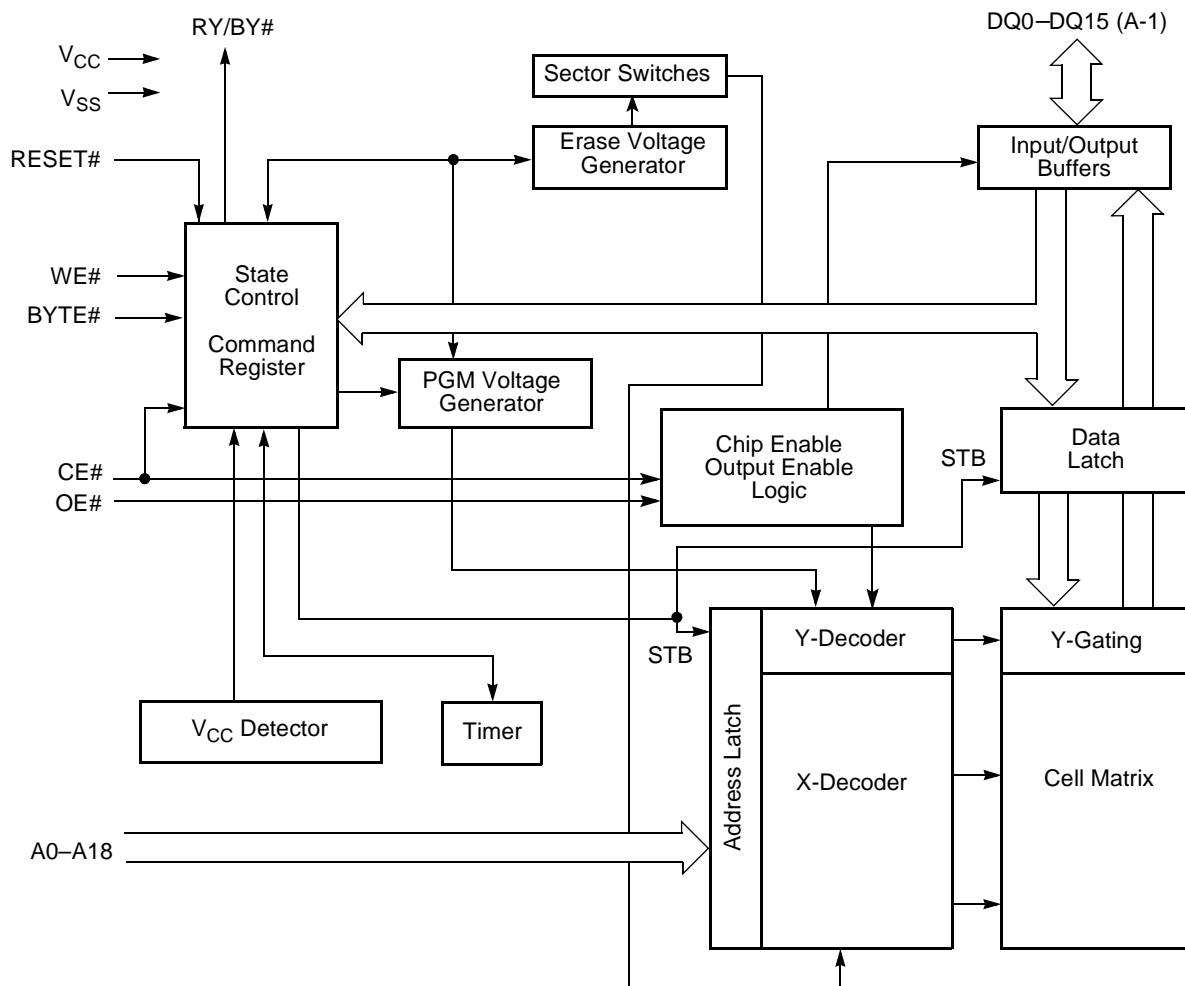 RY/BY#
DQ0–DQ15 (A-1)
VCC
VSS
Sector Switches
Erase Voltage
Generator
Input/Output
Buffers
RESET#
WE#
BYTE#
State
Control
Command
Register
PGM Voltage
Generator
Chip Enable
Output Enable
Logic
STB
Data
Latch
CE#
OE#
STB
Y-Decoder
Y-Gating
VCC Detector
Timer
Address Latch
X-Decoder
Cell Matrix
A0–A18